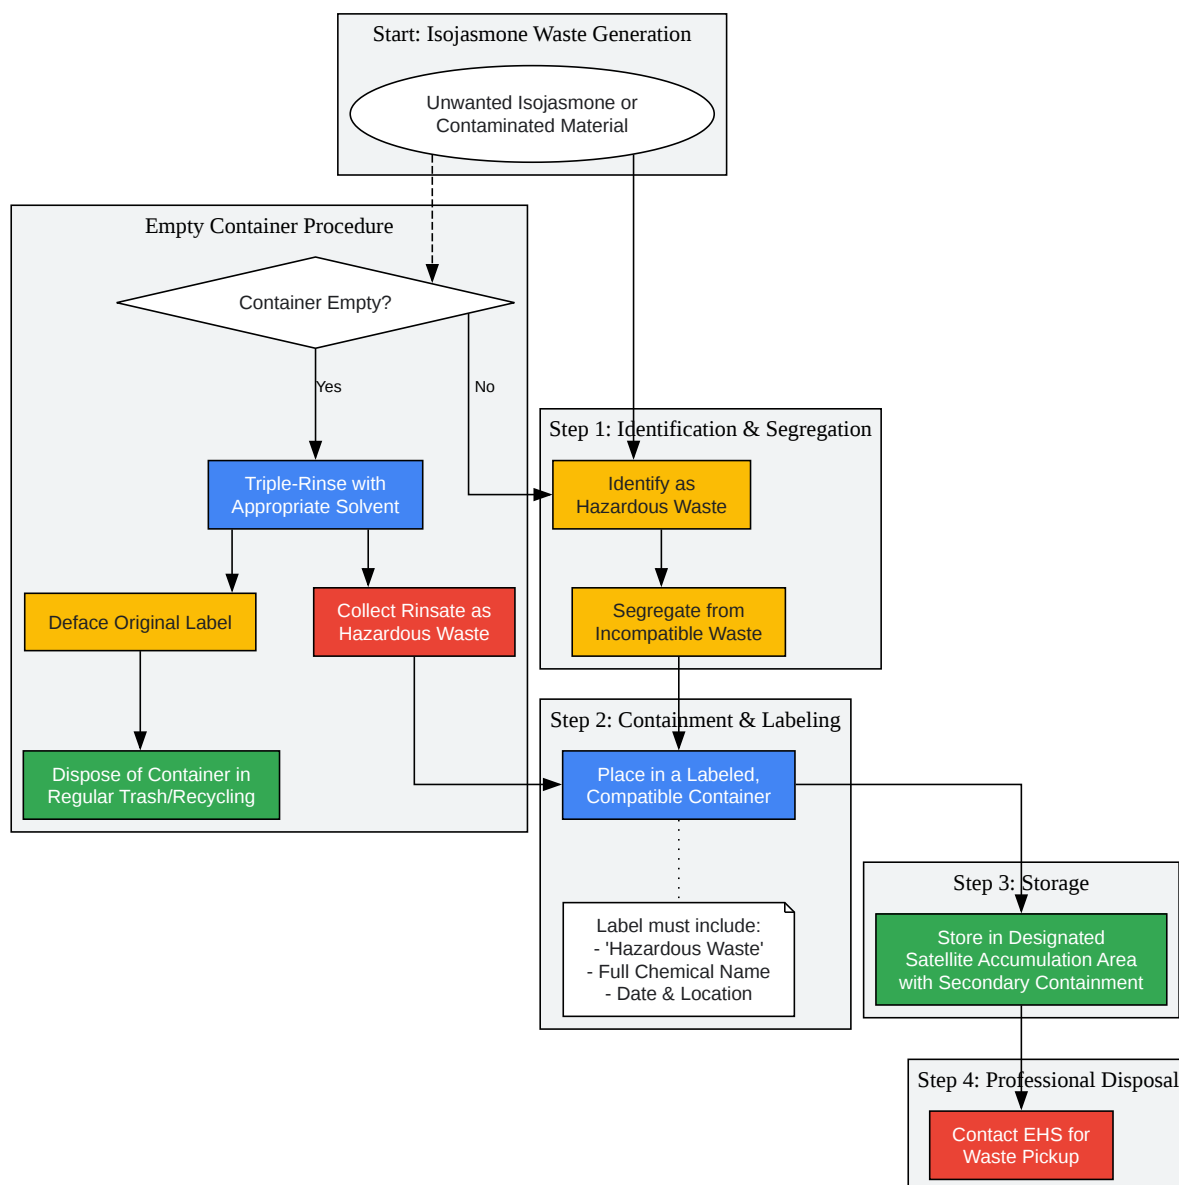 Start: Isojasmone Waste Generation
Unwanted Isojasmone or
Contaminated Material
Empty Container Procedure
Container Empty?
Yes
No
Triple-Rinse with
Appropriate Solvent
Deface Original Label
Collect Rinsate as
Hazardous Waste
Dispose of Container in
Regular Trash/Recycling
Step 1: Identification & Segregation
Identify as
Hazardous Waste
Segregate from
Incompatible Waste
Step 2: Containment & Labeling
Place in a Labeled,
Compatible Container
Label must include:
- 'Hazardous Waste'
- Full Chemical Name
- Date & Location
Step 3: Storage
Store in Designated
Satellite Accumulation Area
with Secondary Containment
Step 4: Professional Disposal
Contact EHS for
Waste Pickup